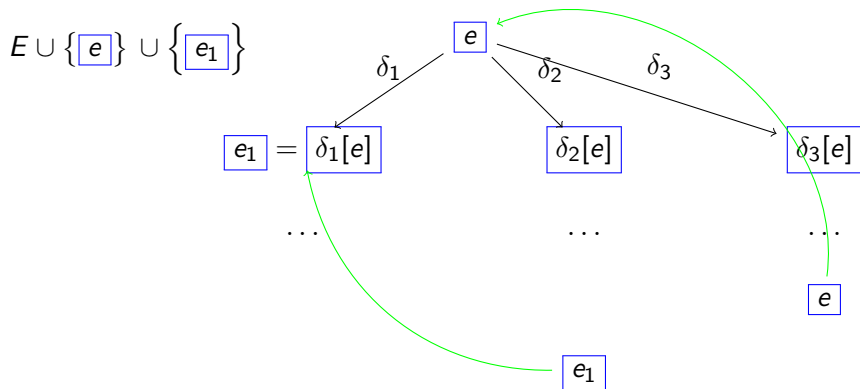 E ∪ {e} ∪ {e₁}
e
δ₁
δ₂
δ₃
e₁ = δ₁[e]
δ₂[e]
δ₃[e]
...
...
...
e
e₁